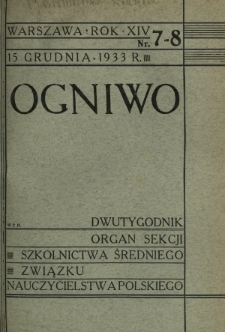 WARSZAWA • ROK • XIV
Nr. 7-8
15 GRUDNIA • 1933 R.
OGNIWO
DWUTYGODNIK
ORGAN SEKCJI
SZKOLNICTWA ŚREDNIEGO
ZWIĄZKU
NAUCZYCIELSTWA POLSKIEGO